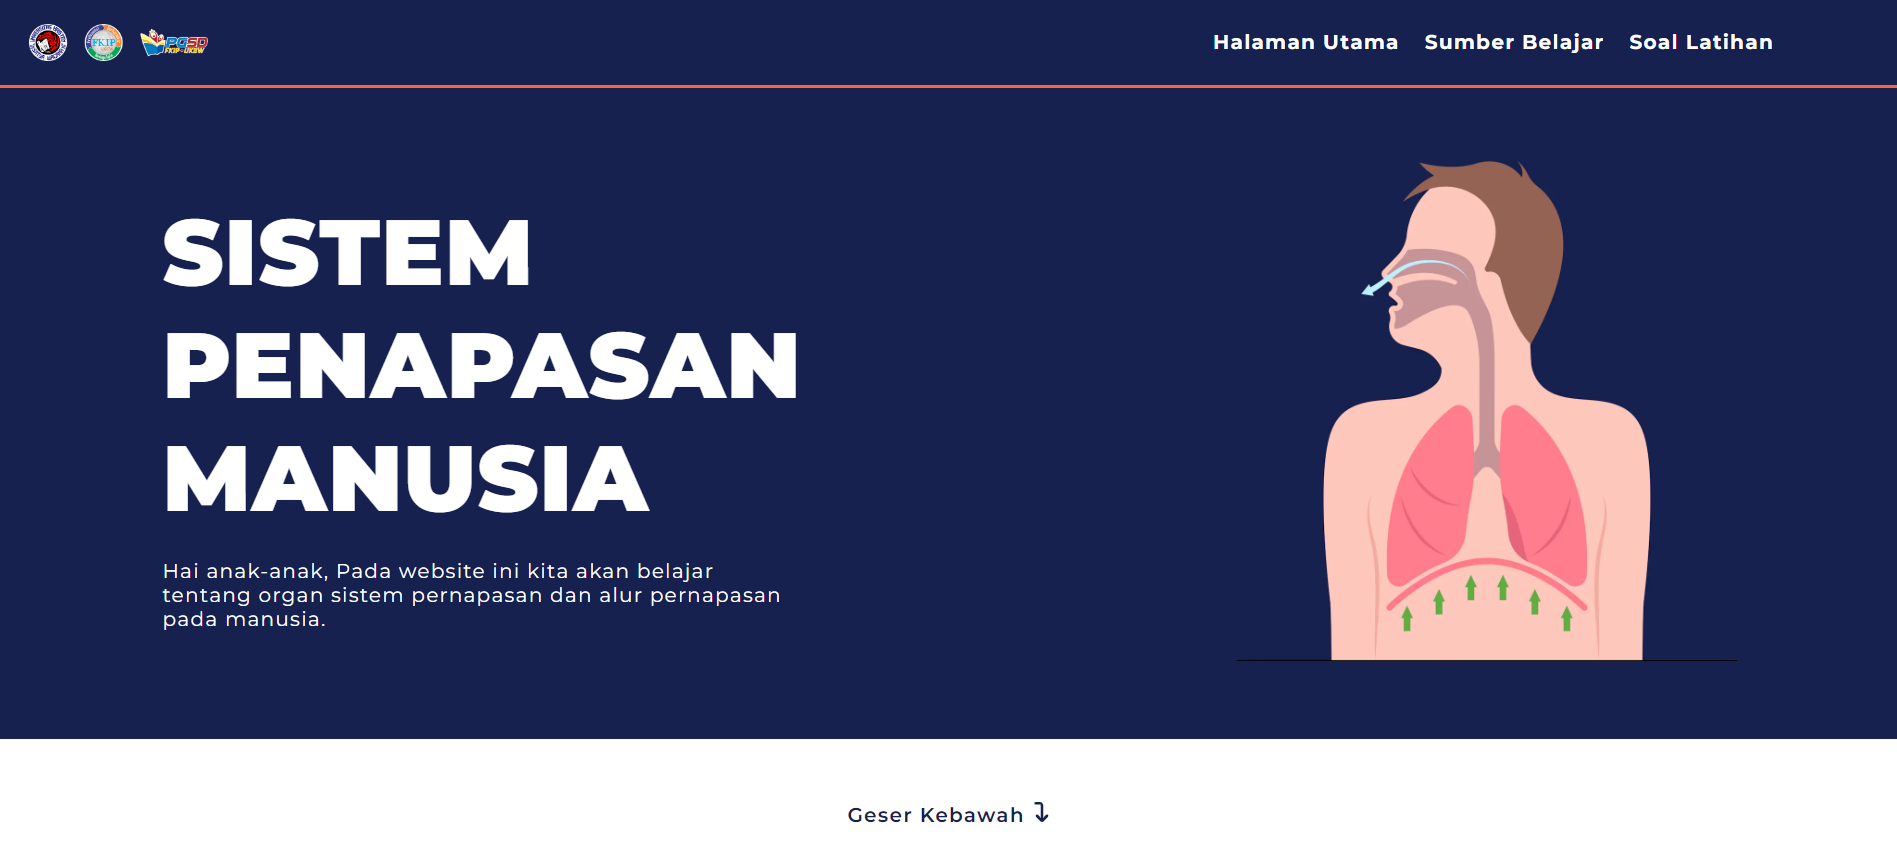 FKIP
PGSD
FKIP-UKSW
Halaman Utama Sumber Belajar Soal Latihan
SISTEM
PENAPASAN
MANUSIA
Hai anak-anak, Pada website ini kita akan belajar
tentang organ sistem pernapasan dan alur pernapasan
pada manusia.
Geser Kebawah